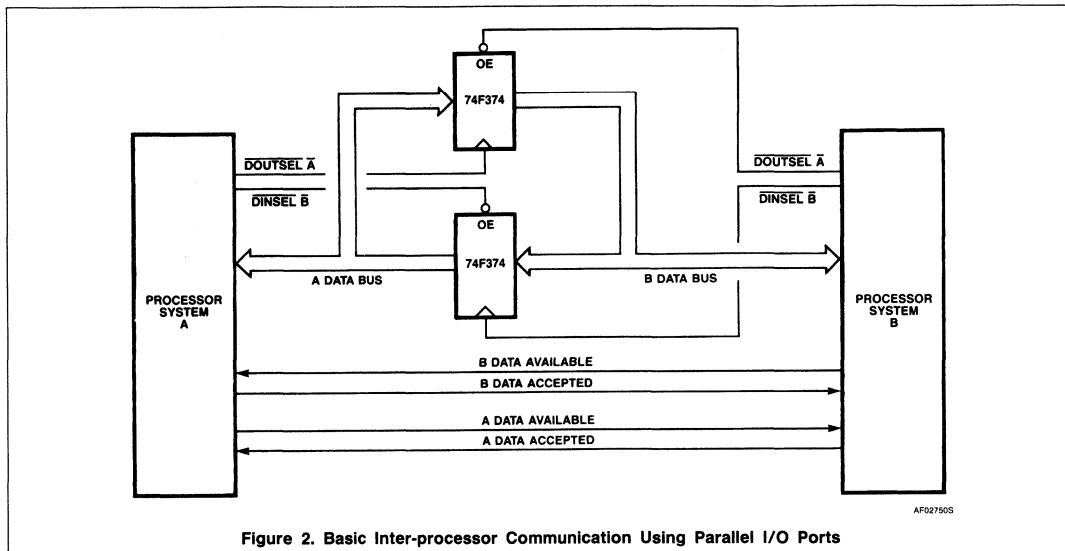 OE
74F374
DOUTSEL A
DINSEL B
DOUTSEL A
DINSEL B
OE
74F374
A DATA BUS
B DATA BUS
PROCESSOR
SYSTEM
A
PROCESSOR
SYSTEM
B
B DATA AVAILABLE
B DATA ACCEPTED
A DATA AVAILABLE
A DATA ACCEPTED
AF02750S
Figure 2. Basic Inter-processor Communication Using Parallel I/O Ports